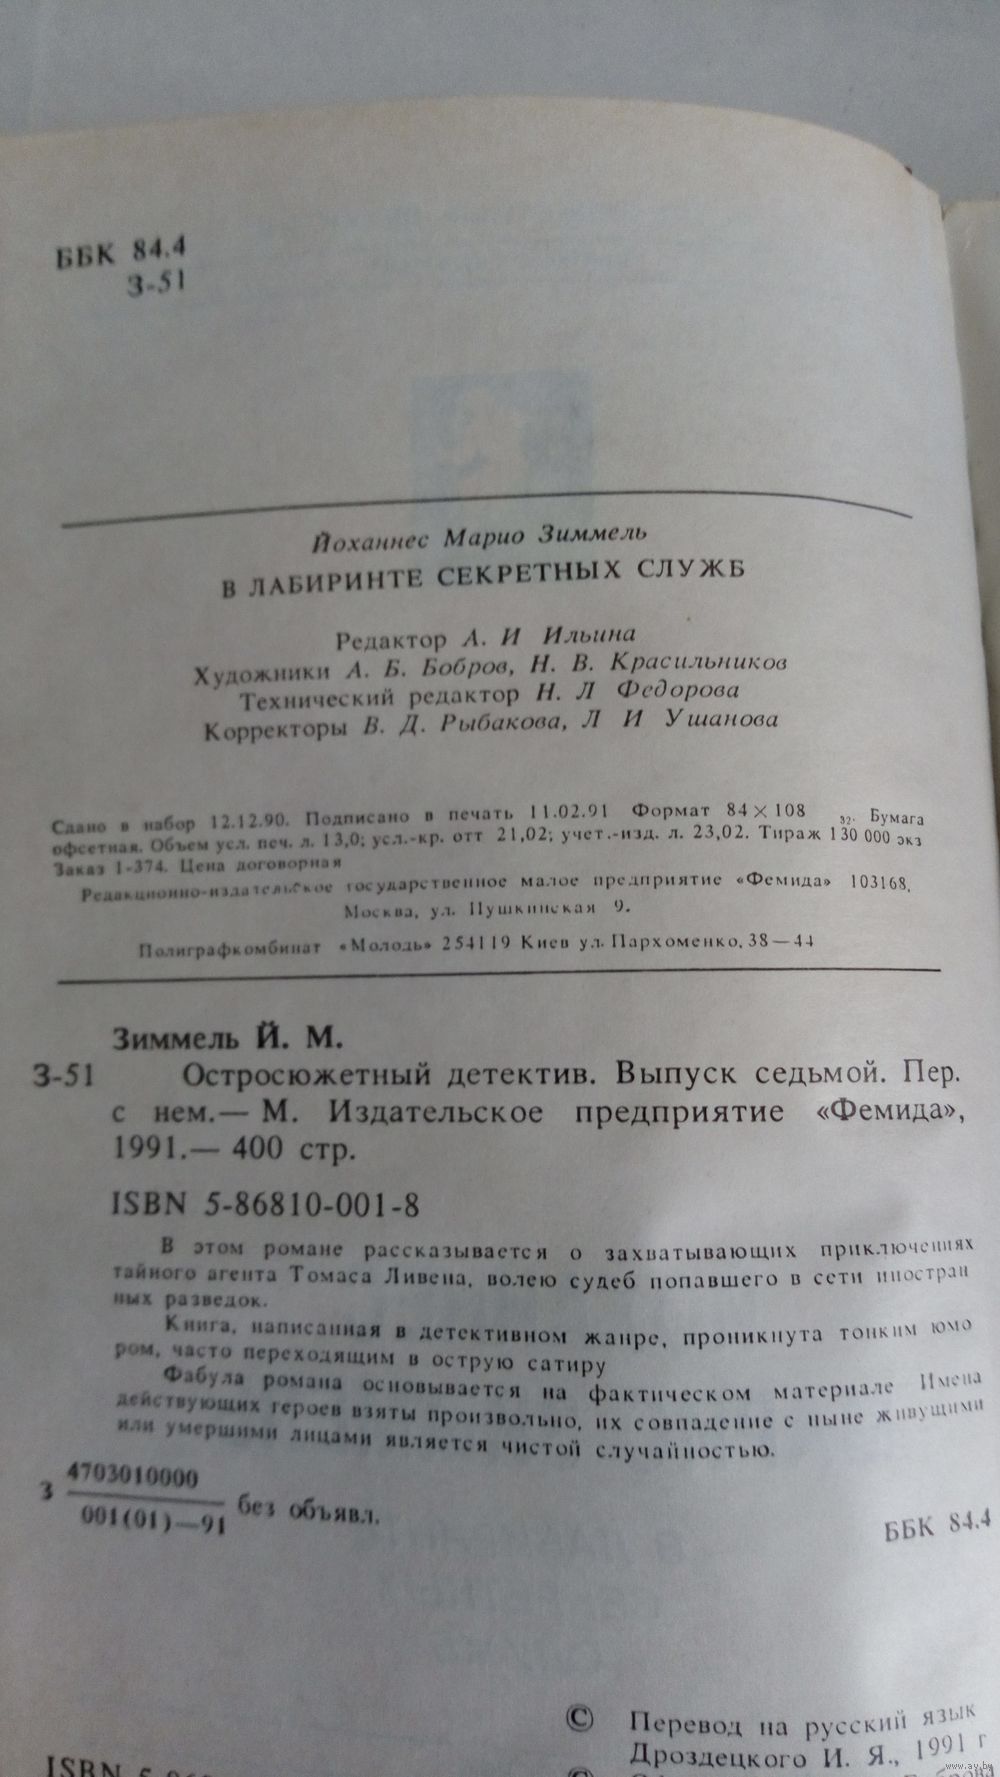 ББК 84.4
З-51
Йоханнес Марио Зиммель
В ЛАБИРИНТЕ СЕКРЕТНЫХ СЛУЖБ
Редактор А. И Ильина
Художники А. Б. Бобров, Н. В. Красильников
Технический редактор Н. Л Федорова
Корректоры В. Д. Рыбакова, Л И Ушанова
Сдано в набор 12.12.90. Подписано в печать 11.02.91 Формат 84×108 32. Бумага
офсетная. Объем усл. печ. л. 13,0; усл.-кр. отт 21,02; учет.-изд. л. 23,02. Тираж 130 000 экз
Заказ 1-374. Цена договорная
Редакционно-издательское государственное малое предприятие «Фемида» 103168,
Москва, ул. Пушкинская 9.
Полиграфкомбинат «Молодь» 254119 Киев ул. Пархоменко, 38—44
Зиммель Й. М.
З-51 Остросюжетный детектив. Выпуск седьмой. Пер.
с нем.— М. Издательское предприятие «Фемида»,
1991.— 400 стр.
ISBN 5-86810-001-8
В этом романе рассказывается о захватывающих приключениях
тайного агента Томаса Ливена, волею судеб попавшего в сети иностран
ных разведок.
Книга, написанная в детективном жанре, проникнута тонким юмо
ром, часто переходящим в острую сатиру
Фабула романа основывается на фактическом материале Имена
действующих героев взяты произвольно, их совпадение с ныне живущими
или умершими лицами является чистой случайностью.
З 4703010000
001(01)—91 без объявл.
ББК 84.4
© Перевод на русский язык
Дроздецкого И. Я., 1991 г
ISBN 5
©
www.ay.by